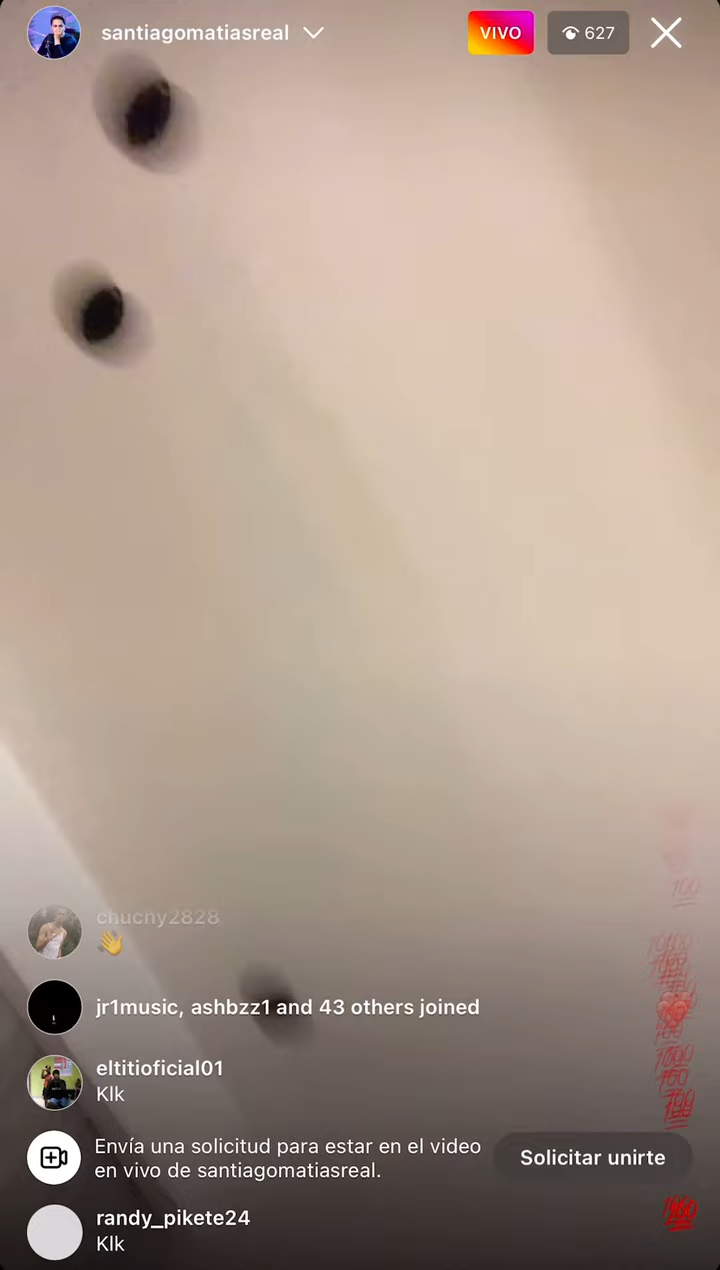 santiagomatiasreal
VIVO
627
chuchy2828
👋
jr1music, ashbzz1 and 43 others joined
eltitioficial01
Klk
Envía una solicitud para estar en el video
en vivo de santiagomatiasreal.
Solicitar unirte
randy_pikete24
Klk
100